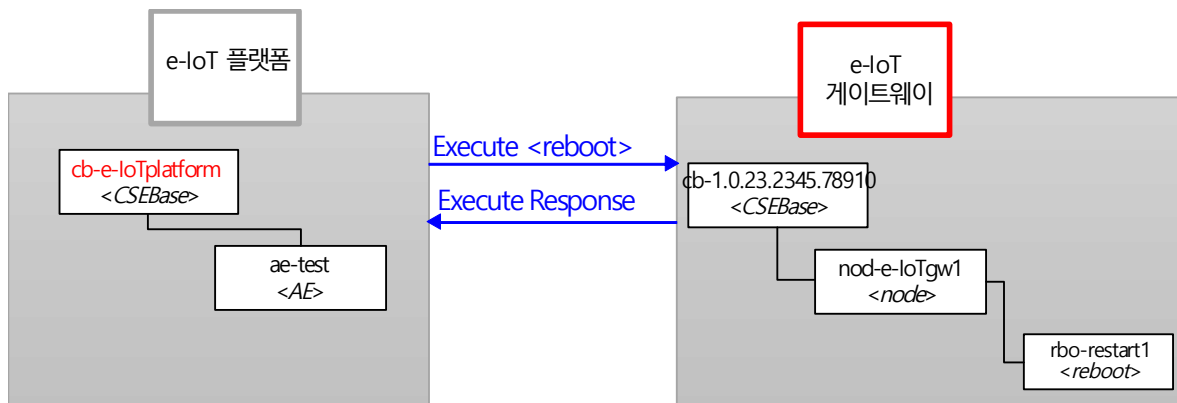 e-IoT 플랫폼
e-IoT
게이트웨이
Execute <reboot>
Execute Response
cb-e-IoTplatform
<CSEBase>
ae-test
<AE>
cb-1.0.23.2345.78910
<CSEBase>
nod-e-IoTgw1
<node>
rbo-restart1
<reboot>